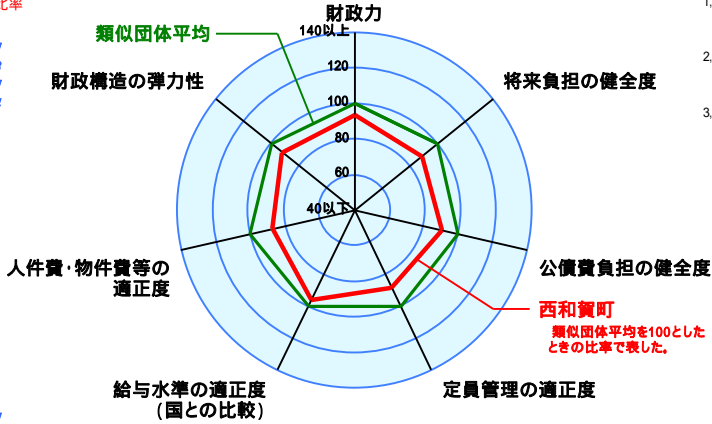 比率
財政力
140以上
類似団体平均
120
財政構造の弾力性
将来負担の健全度
100
80
60
40以下
人件費・物件費等の
適正度
公債費負担の健全度
西和賀町
類似団体平均を100とした
ときの比率で表した。
給与水準の適正度
(国との比較)
定員管理の適正度
1,
2,
3,